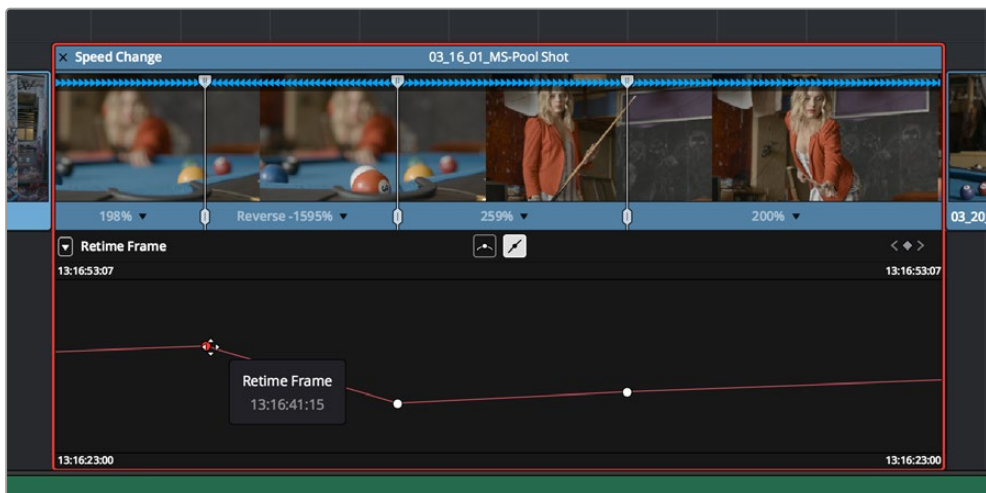 Speed Change
03_16_01_MS-Pool Shot
198%
Reverse -1595%
259%
200%
03_20
Retime Frame
13:16:53:07
13:16:53:07
Retime Frame
13:16:41:15
13:16:23:00
13:16:23:00